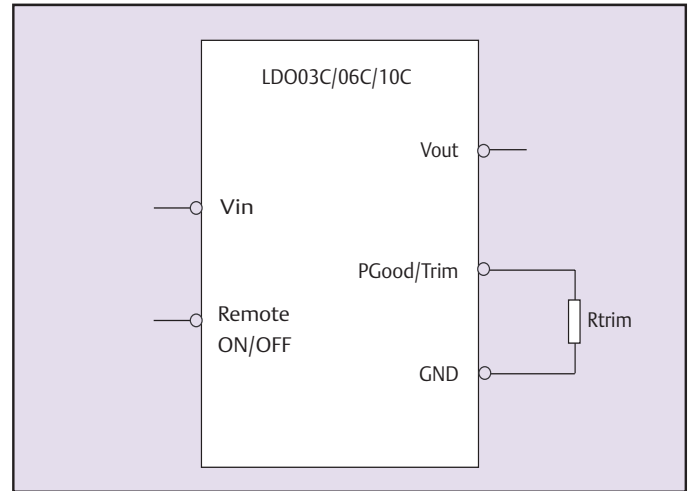 LDO03C/06C/10C
Vout
Vin
PGood/Trim
Rtrim
Remote
ON/OFF
GND